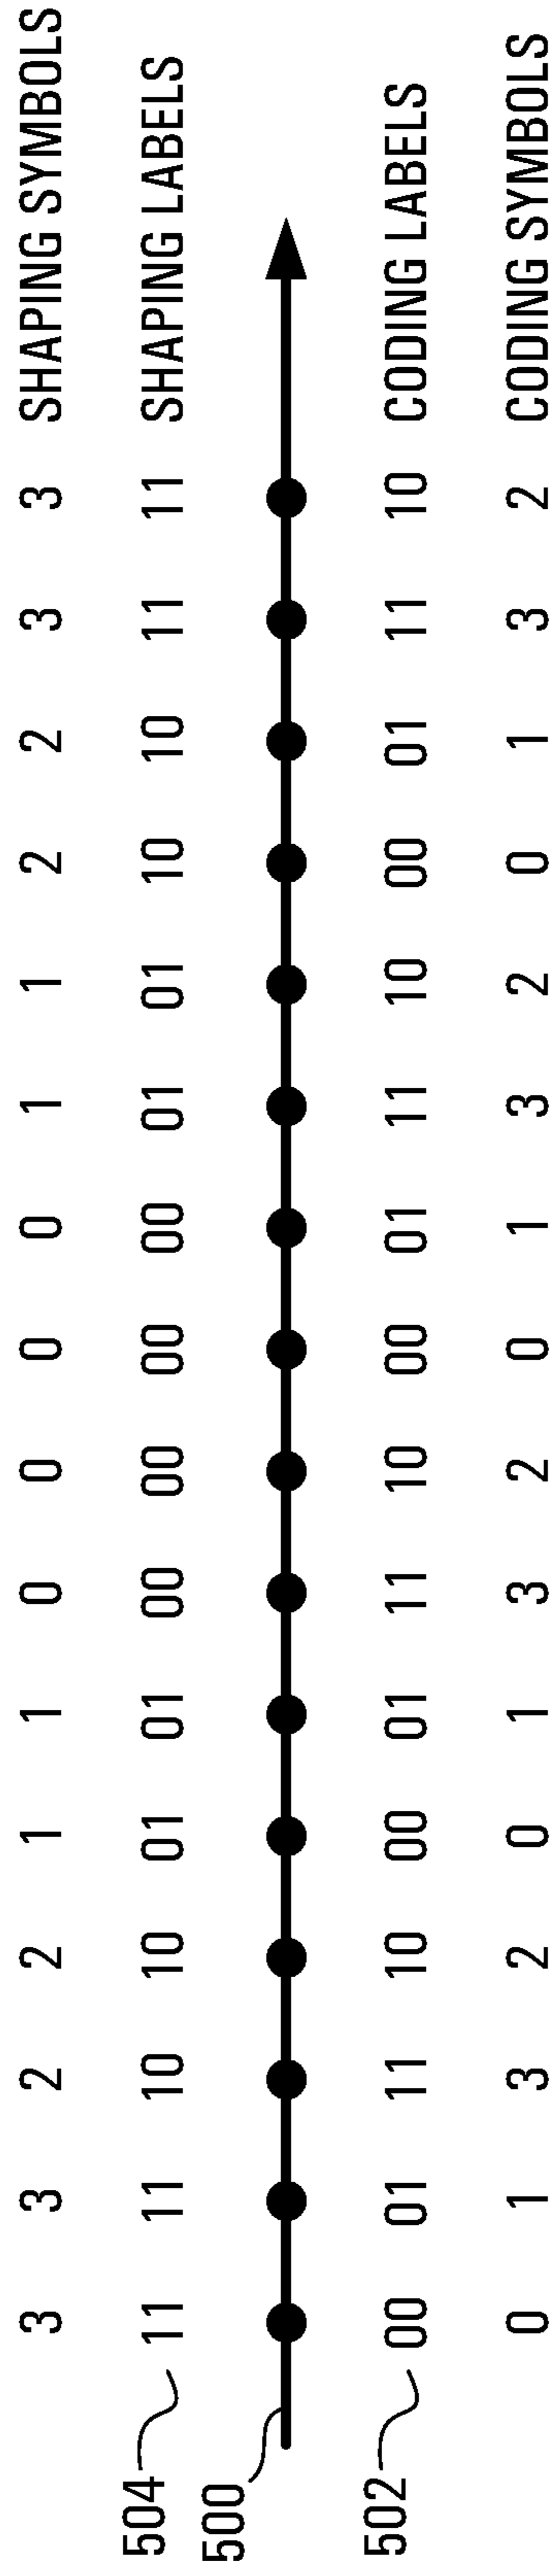 3 3 2 2 1 1 0 0 0 0 1 1 2 2 3 3 SHAPING SYMBOLS
504 11 11 10 10 01 01 00 00 00 00 01 01 10 10 11 11 SHAPING LABELS
500
502 00 01 11 10 00 01 11 10 00 01 11 10 00 01 11 10 CODING LABELS
0 1 3 2 0 1 3 2 0 1 3 2 0 1 3 2 CODING SYMBOLS